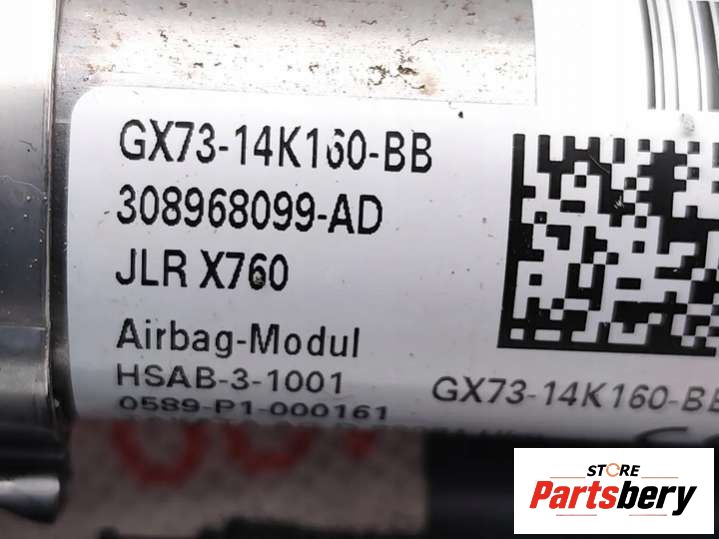 GX73-14K160-BB
308968099-AD
JLR X760
Airbag-Modul
HSAB-3-1001
0589-P1-000161
GX73-14K160-BB
STORE
Partsbery